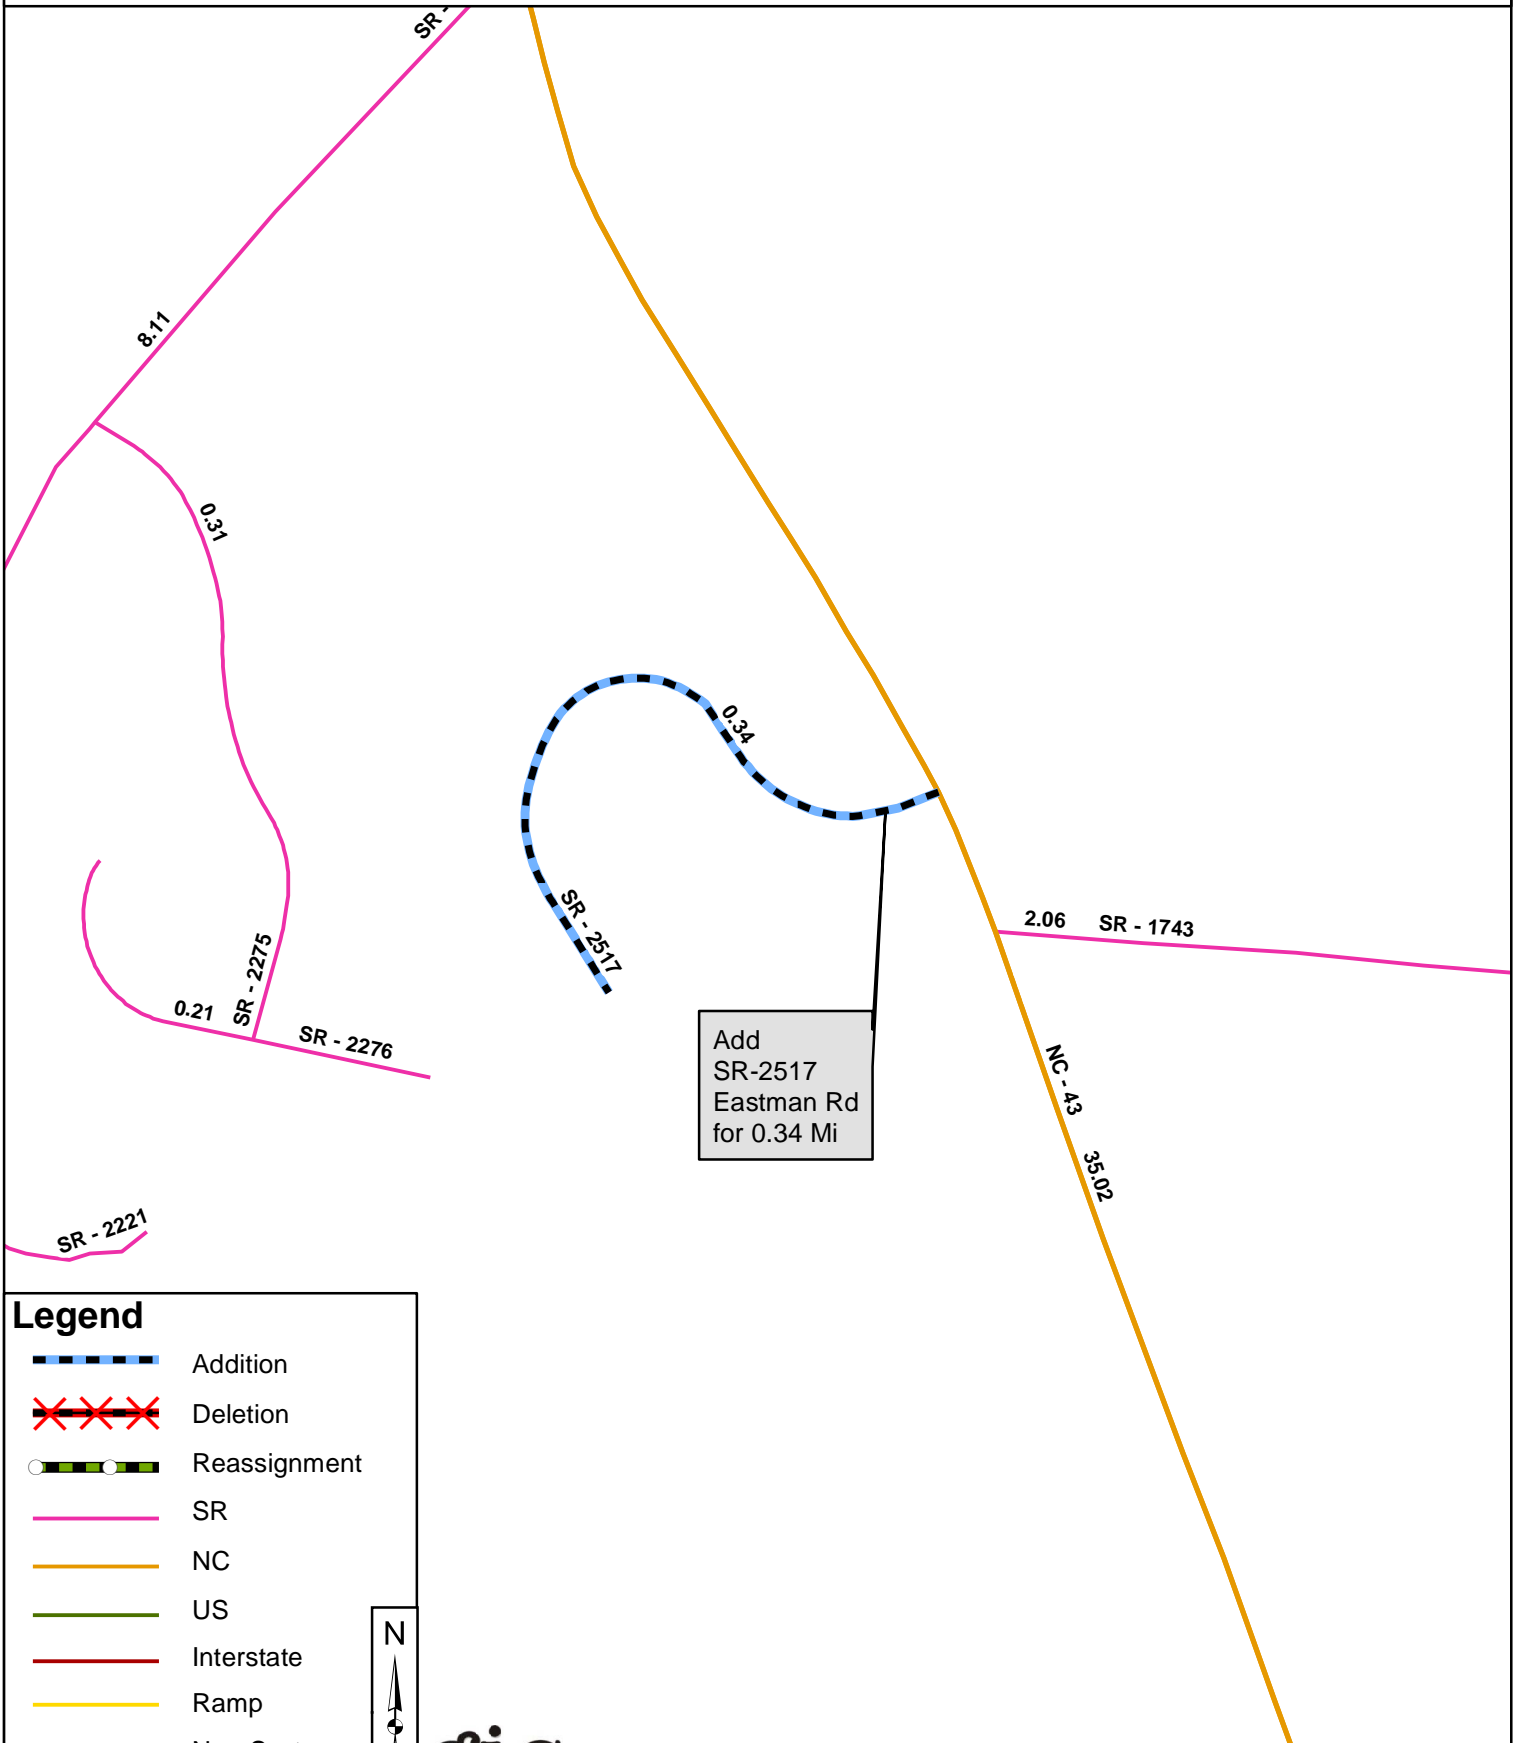 SR -
8.11
0.31
0.34
SR - 2517
2.06 SR - 1743
SR - 2275
0.21
SR - 2276
Add
SR-2517
Eastman Rd
for 0.34 Mi
NC - 43
35.02
SR - 2221
Legend
Addition
Deletion
Reassignment
SR
NC
US
Interstate
N
Ramp